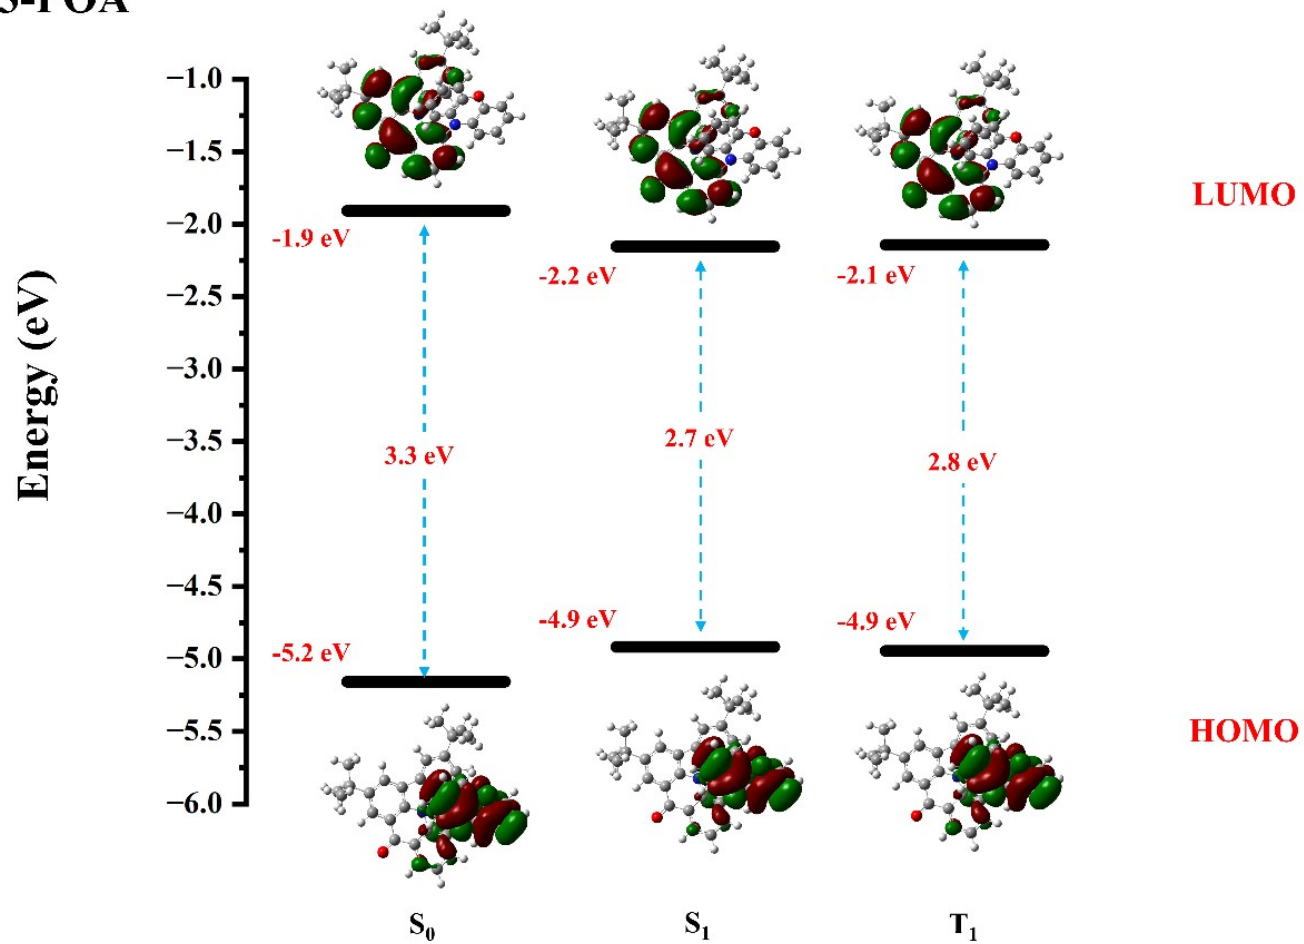 −1.0
−1.5
−2.0
−2.5
−3.0
−3.5
−4.0
−4.5
−5.0
−5.5
−6.0
Energy (eV)
LUMO
-1.9 eV
-2.2 eV
-2.1 eV
3.3 eV
2.7 eV
2.8 eV
-5.2 eV
-4.9 eV
-4.9 eV
HOMO
S₀
S₁
T₁